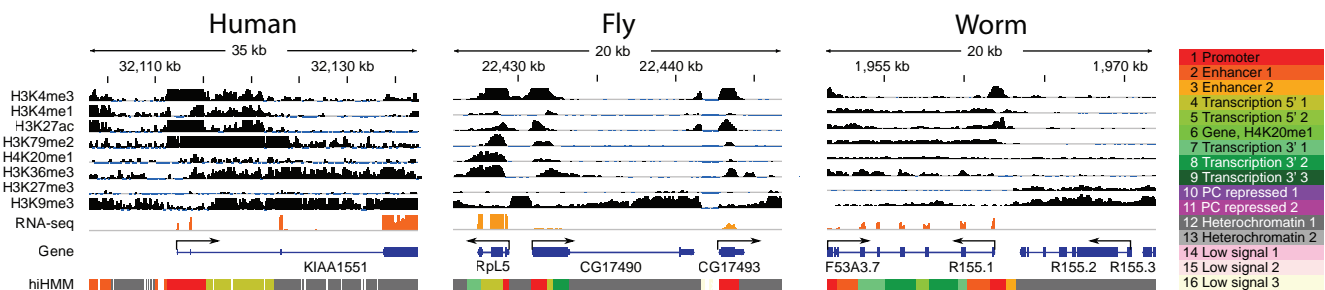 Human
Fly
Worm
35 kb
20 kb
20 kb
32,110 kb
32,130 kb
22,430 kb
22,440 kb
1,955 kb
1,970 kb
H3K4me3
H3K4me1
H3K27ac
H3K79me2
H4K20me1
H3K36me3
H3K27me3
H3K9me3
RNA-seq
Gene
KIAA1551
RpL5
CG17490
CG17493
F53A3.7
R155.1
R155.2
R155.3
hiHMM
1 Promoter
2 Enhancer 1
3 Enhancer 2
4 Transcription 5' 1
5 Transcription 5' 2
6 Gene, H4K20me1
7 Transcription 3' 1
8 Transcription 3' 2
9 Transcription 3' 3
10 PC repressed 1
11 PC repressed 2
12 Heterochromatin 1
13 Heterochromatin 2
14 Low signal 1
15 Low signal 2
16 Low signal 3